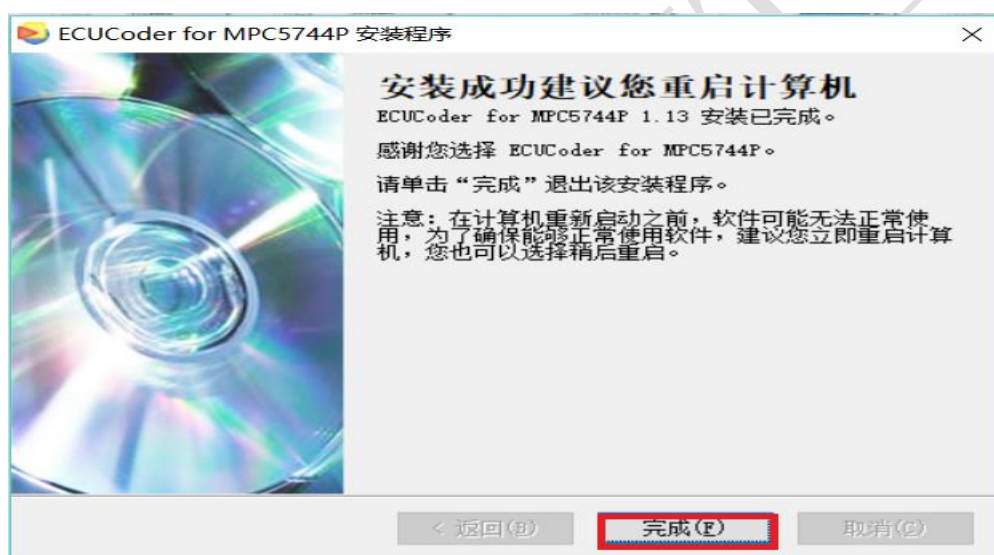 ECUCoder for MPC5744P 安装程序
安装成功建议您重启计算机
ECUCoder for MPC5744P 1.13 安装已完成。
感谢您选择 ECUCoder for MPC5744P。
请单击“完成”退出该安装程序。
注意：在计算机重新启动之前，软件可能无法正常使
用，为了确保能够正常使用软件，建议您立即重启计算
机，您也可以选择稍后重启。
< 返回(B)
完成(F)
取消(C)